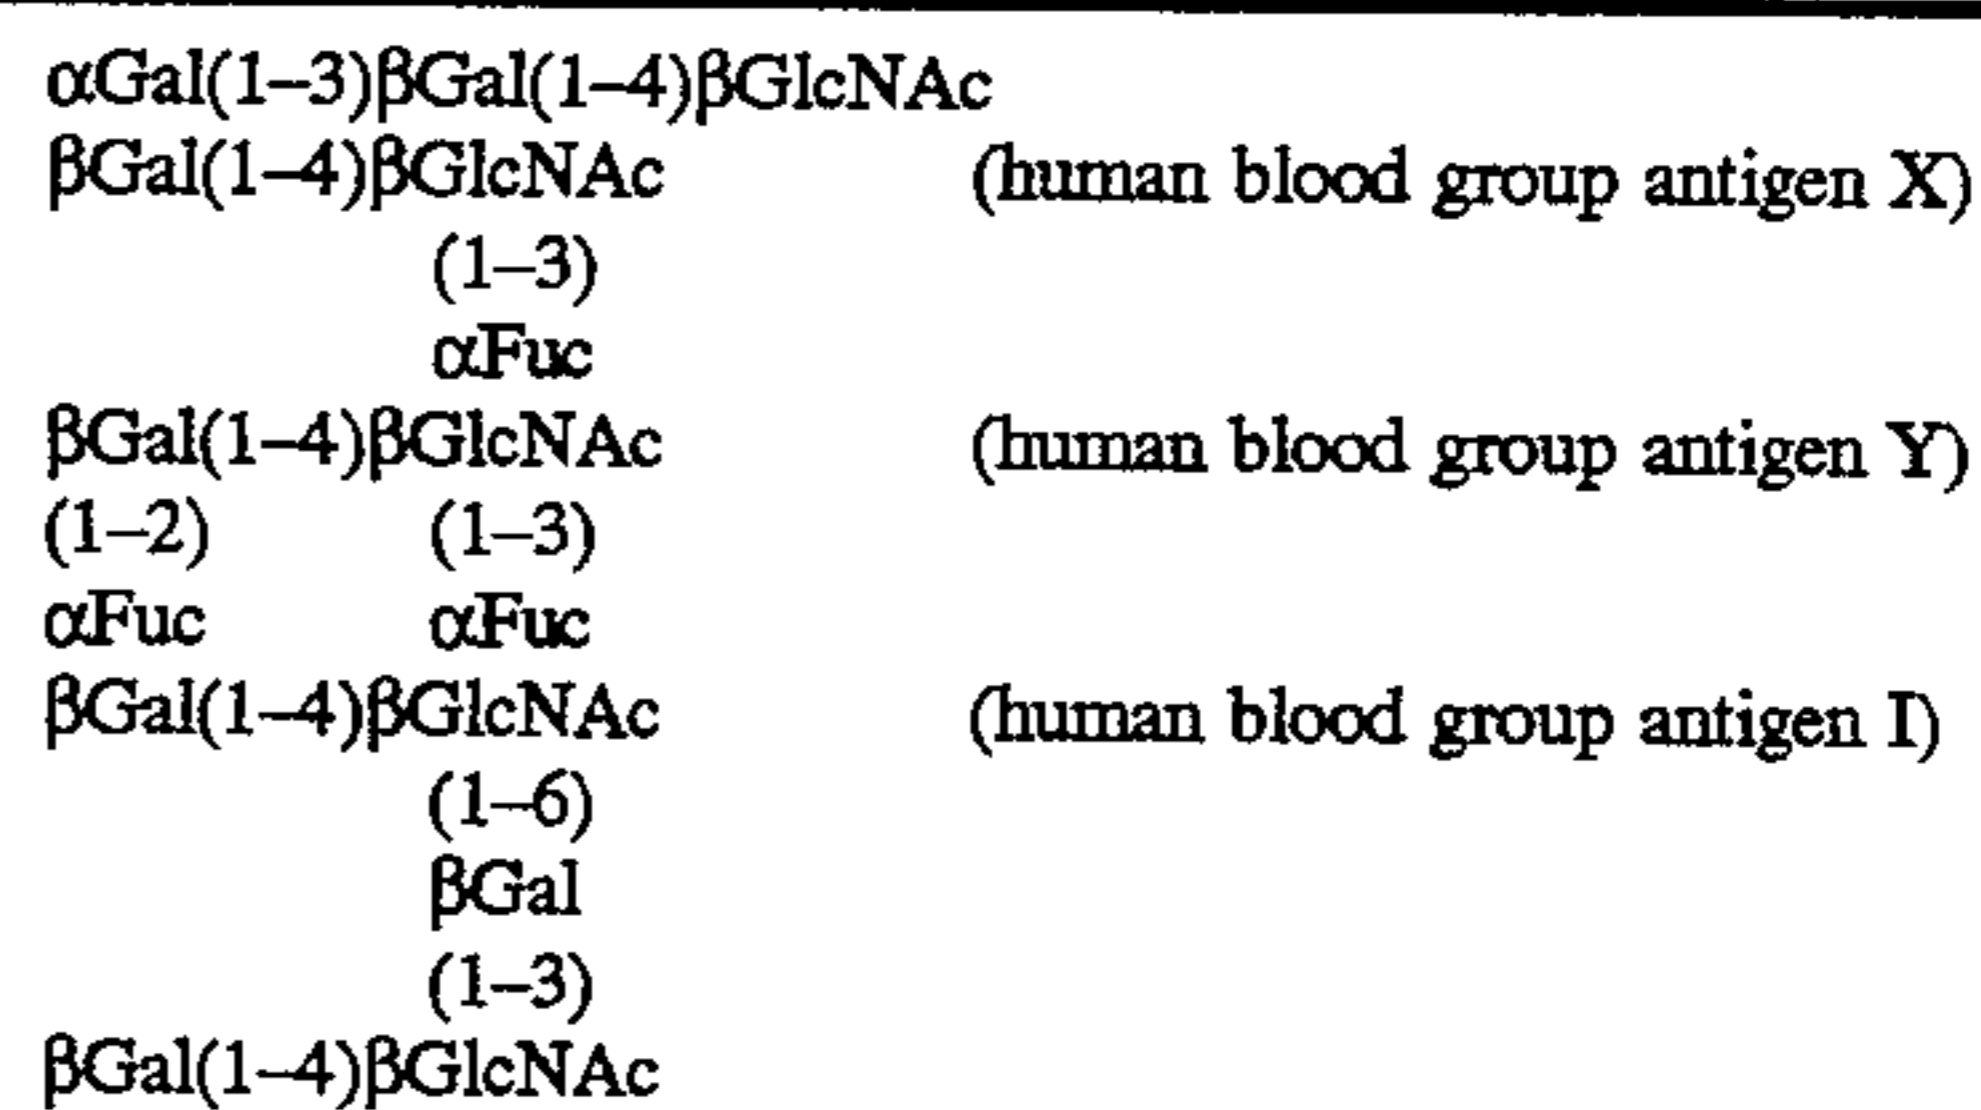 αGal(1–3)βGal(1–4)βGlcNAc
βGal(1–4)βGlcNAc (human blood group antigen X)
(1–3)
αFuc
βGal(1–4)βGlcNAc (human blood group antigen Y)
(1–2) (1–3)
αFuc αFuc
βGal(1–4)βGlcNAc (human blood group antigen I)
(1–6)
βGal
(1–3)
βGal(1–4)βGlcNAc